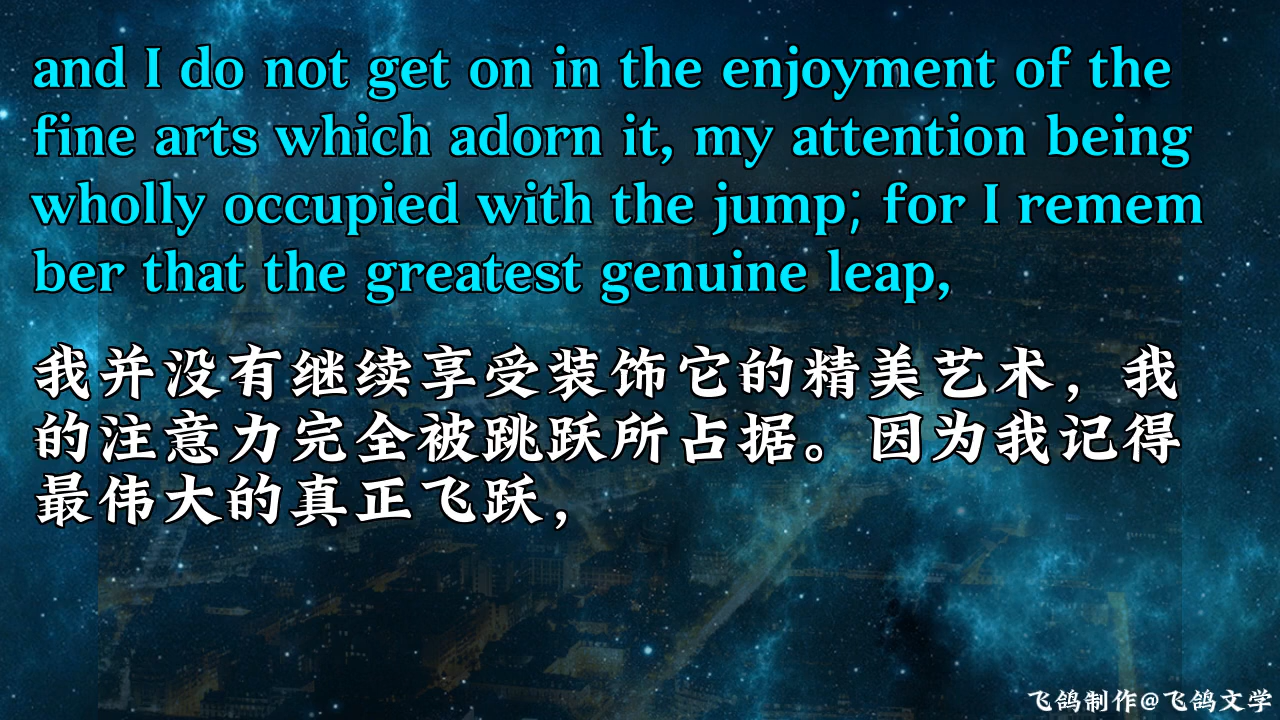 and I do not get on in the enjoyment of the
fine arts which adorn it, my attention being
wholly occupied with the jump; for I remem
ber that the greatest genuine leap,
我并没有继续享受装饰它的精美艺术，我
的注意力完全被跳跃所占据。因为我记得
最伟大的真正飞跃，
飞鸽制作@飞鸽文学